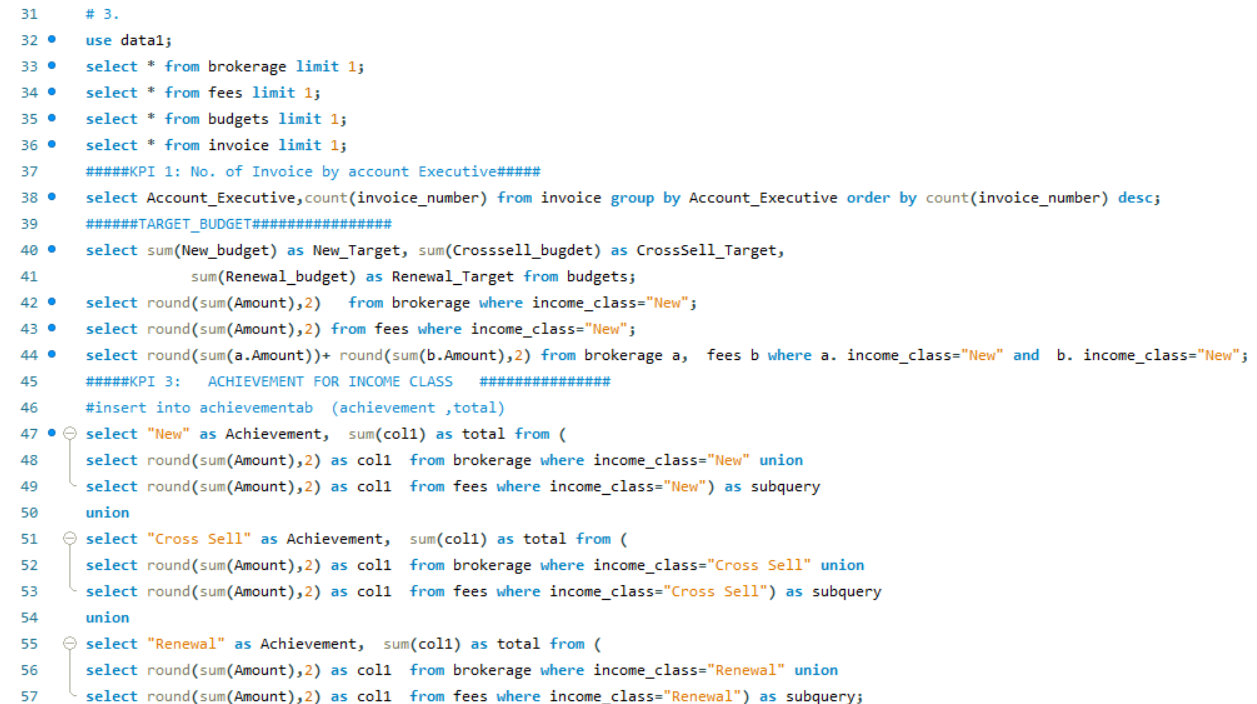 31 # 3.
32 use data1;
33 select * from brokerage limit 1;
34 select * from fees limit 1;
35 select * from budgets limit 1;
36 select * from invoice limit 1;
37 #####KPI 1: No. of Invoice by account Executive#####
38 select Account_Executive,count(invoice_number) from invoice group by Account_Executive order by count(invoice_number) desc;
39 ######TARGET_BUDGET################
40 select sum(New_budget) as New_Target, sum(Crosssell_bugdet) as CrossSell_Target,
41 sum(Renewal_budget) as Renewal_Target from budgets;
42 select round(sum(Amount),2)   from brokerage where income_class="New";
43 select round(sum(Amount),2) from fees where income_class="New";
44 select round(sum(a.Amount))+ round(sum(b.Amount),2) from brokerage a,  fees b where a. income_class="New" and  b. income_class="New";
45 #####KPI 3:   ACHIEVEMENT FOR INCOME CLASS   ###############
46 #insert into achievementab  (achievement ,total)
47 select "New" as Achievement,  sum(col1) as total from (
48 select round(sum(Amount),2) as col1  from brokerage where income_class="New" union
49 select round(sum(Amount),2) as col1  from fees where income_class="New") as subquery
50 union
51 select "Cross Sell" as Achievement,  sum(col1) as total from (
52 select round(sum(Amount),2) as col1  from brokerage where income_class="Cross Sell" union
53 select round(sum(Amount),2) as col1  from fees where income_class="Cross Sell") as subquery
54 union
55 select "Renewal" as Achievement,  sum(col1) as total from (
56 select round(sum(Amount),2) as col1  from brokerage where income_class="Renewal" union
57 select round(sum(Amount),2) as col1  from fees where income_class="Renewal") as subquery;